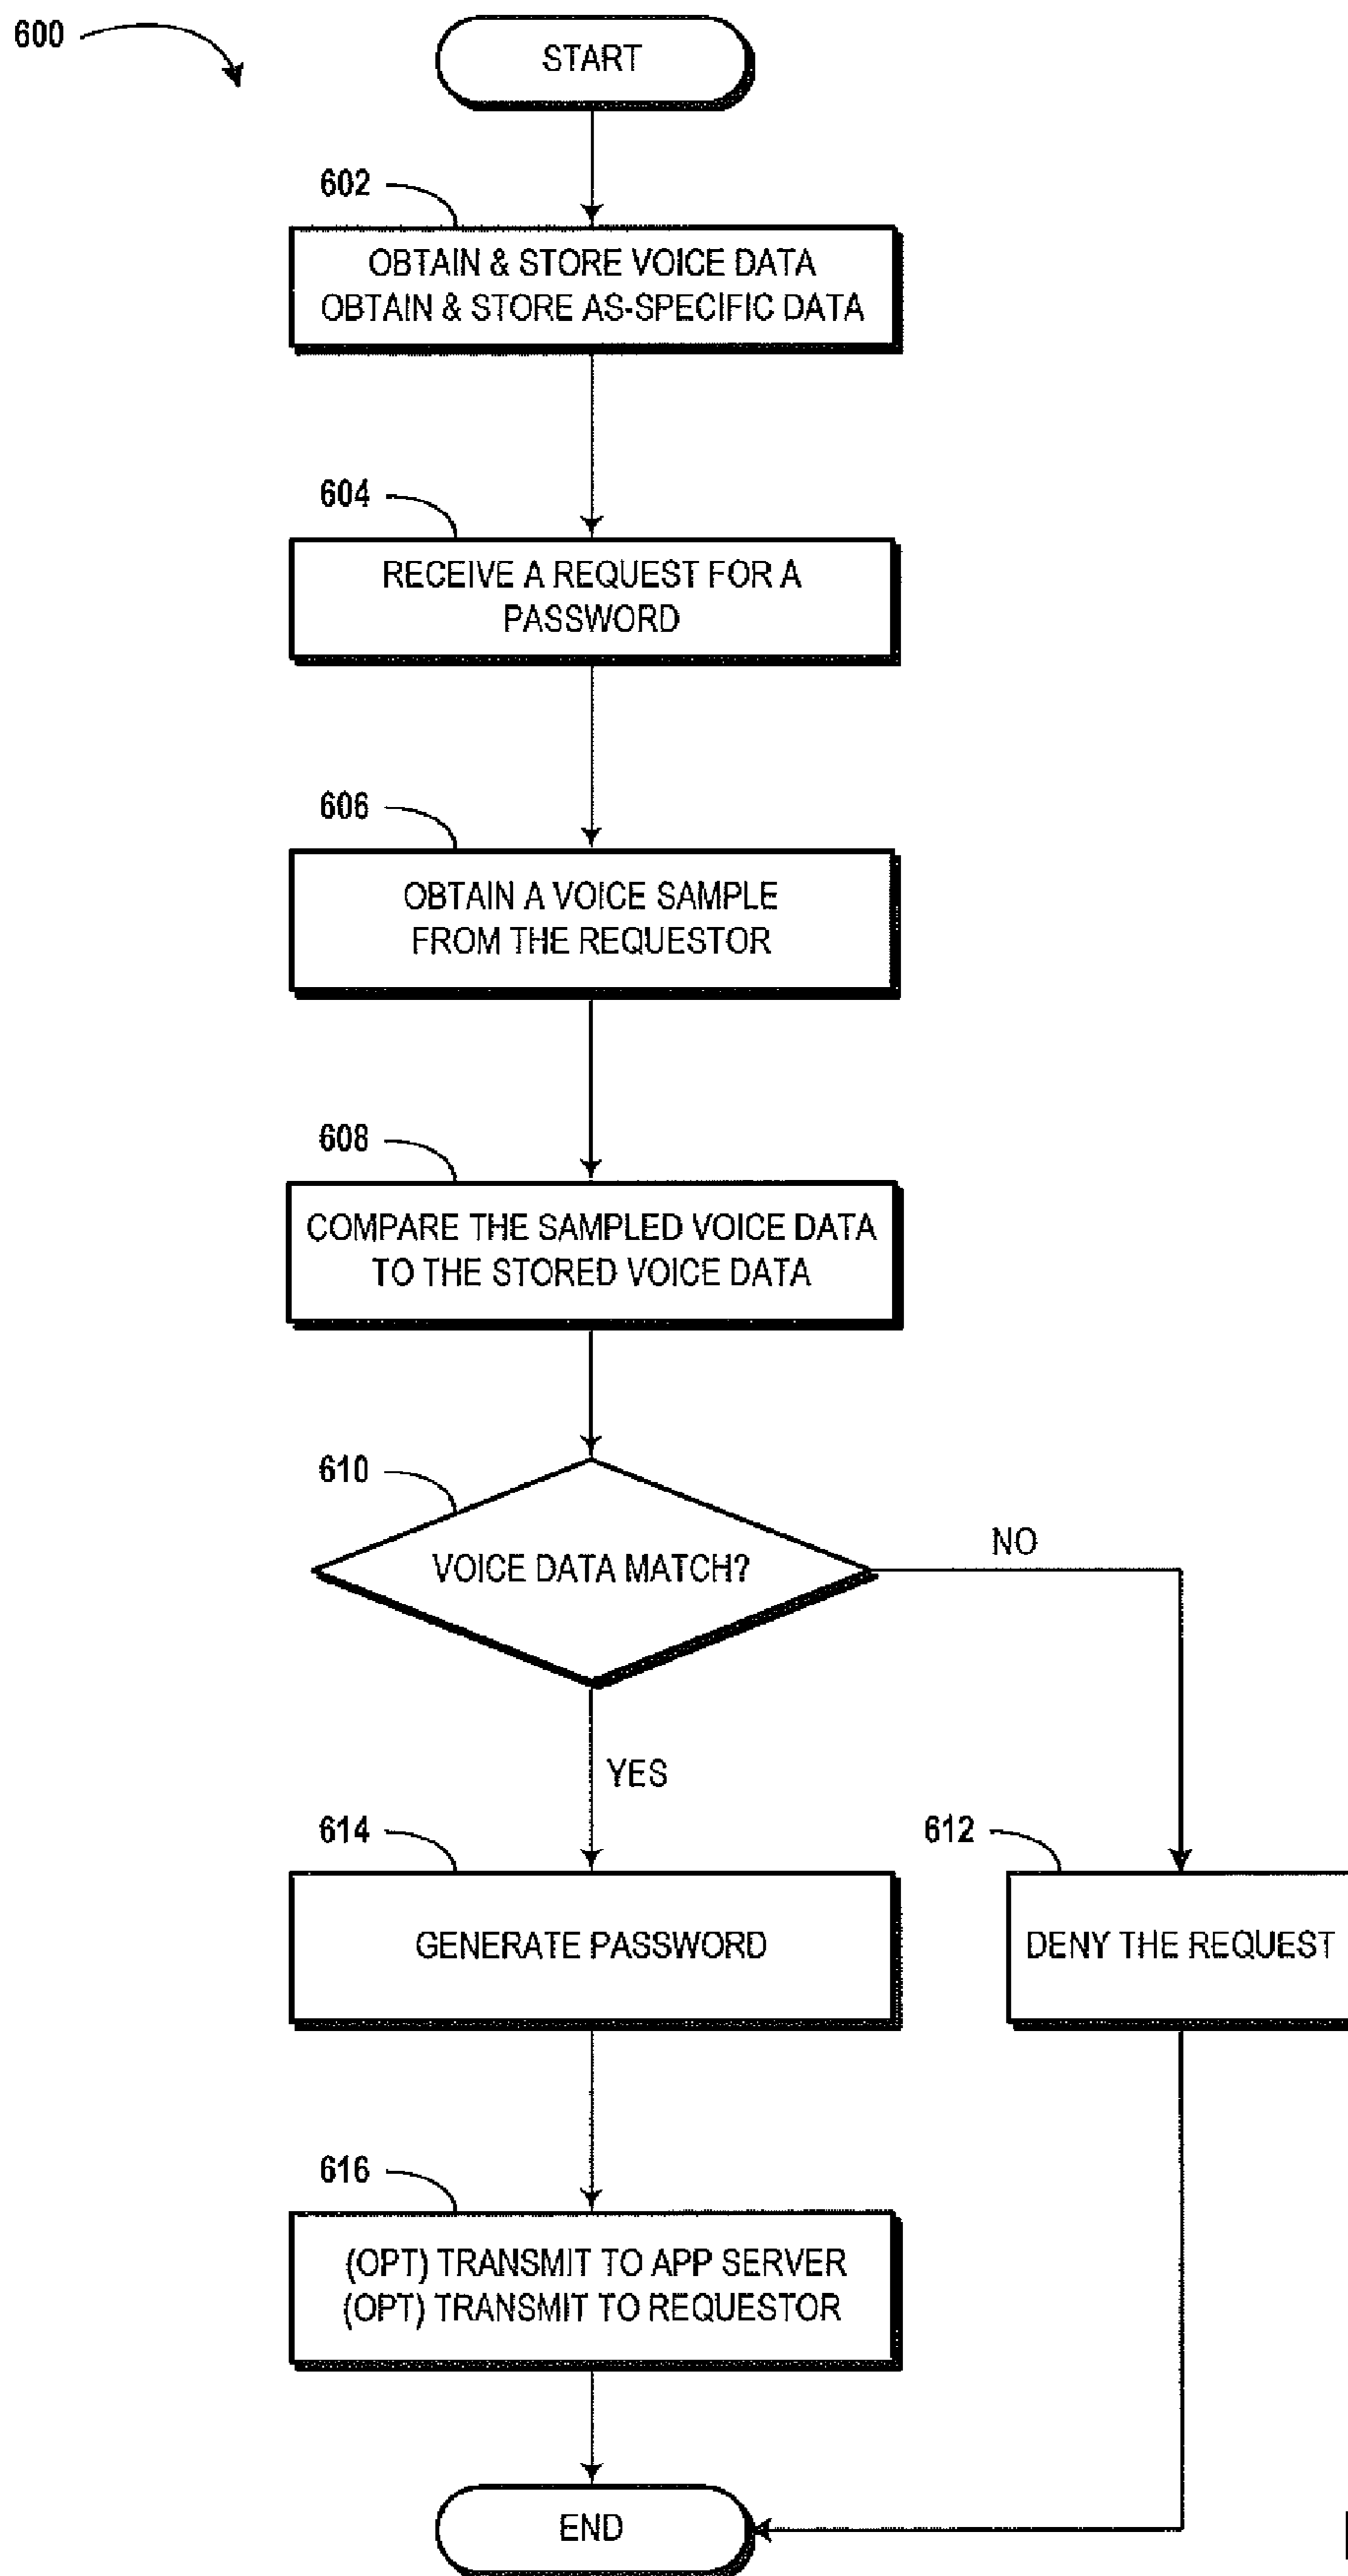 600
START
602
OBTAIN & STORE VOICE DATA
OBTAIN & STORE AS-SPECIFIC DATA
604
RECEIVE A REQUEST FOR A
PASSWORD
606
OBTAIN A VOICE SAMPLE
FROM THE REQUESTOR
608
COMPARE THE SAMPLED VOICE DATA
TO THE STORED VOICE DATA
610
VOICE DATA MATCH?
NO
YES
614
GENERATE PASSWORD
612
DENY THE REQUEST
616
(OPT) TRANSMIT TO APP SERVER
(OPT) TRANSMIT TO REQUESTOR
END